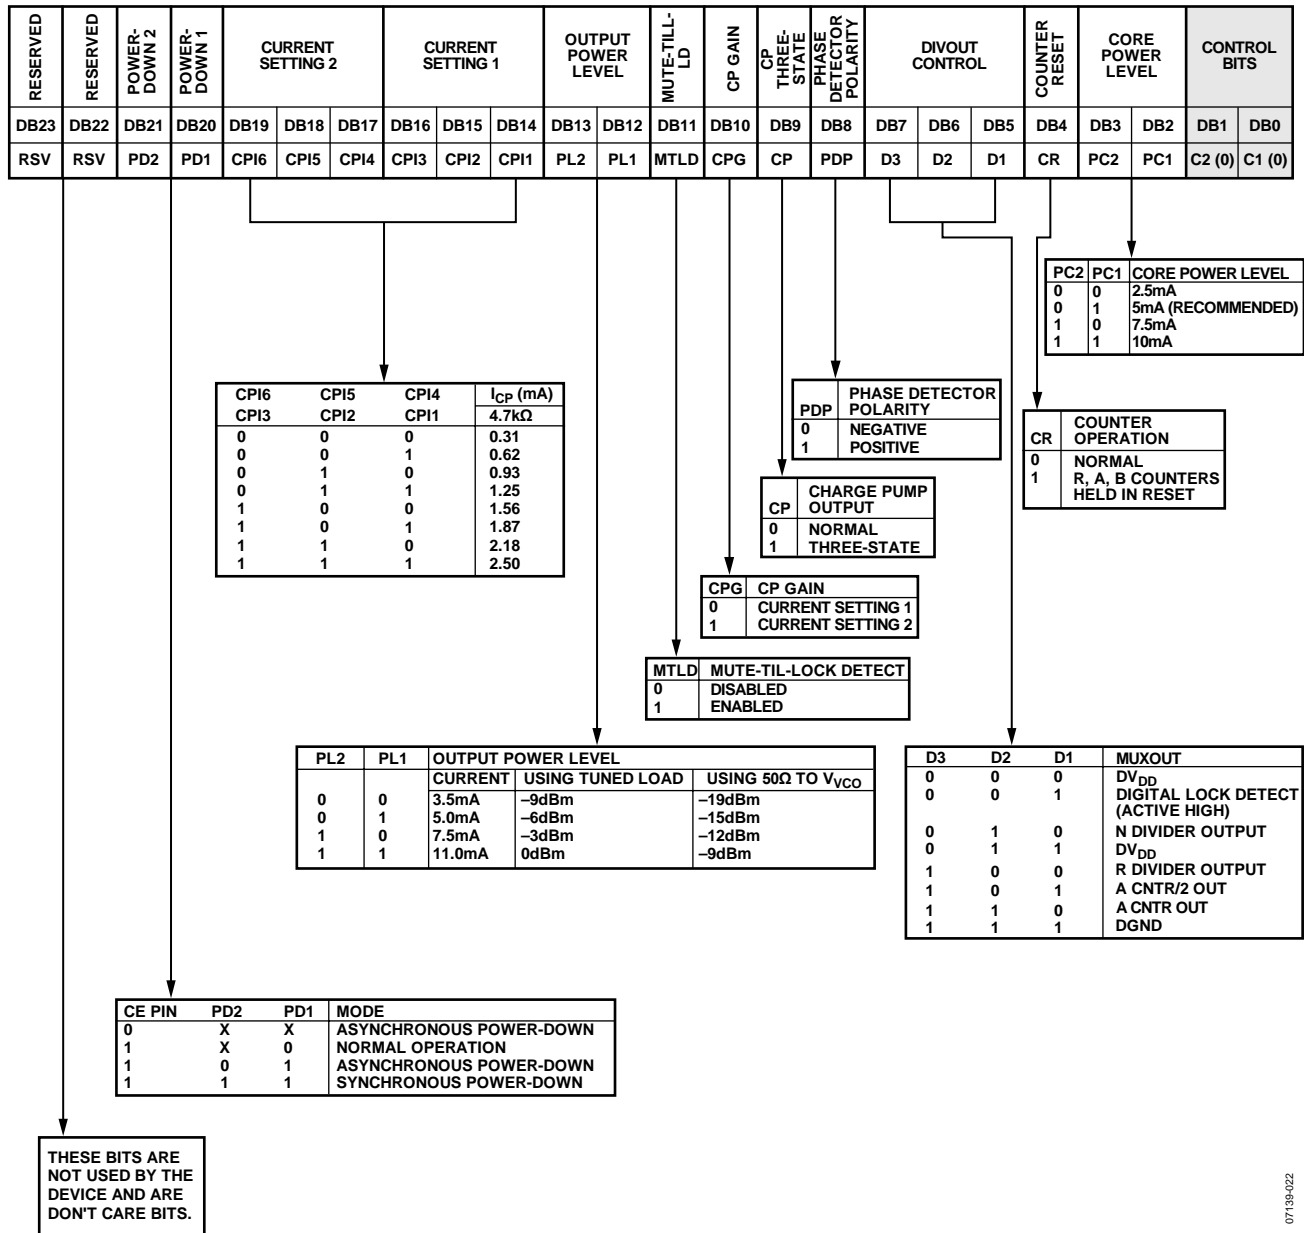 RESERVED
RESERVED
POWER-
DOWN 2
POWER-
DOWN 1
CURRENT
SETTING 2
CURRENT
SETTING 1
OUTPUT
POWER
LEVEL
MUTE-TILL-
LD
CP GAIN
CP
THREE-
STATE
PHASE
DETECTOR
POLARITY
DIVOUT
CONTROL
COUNTER
RESET
CORE
POWER
LEVEL
CONTROL
BITS
DB23 DB22 DB21 DB20 DB19 DB18 DB17 DB16 DB15 DB14 DB13 DB12 DB11 DB10 DB9 DB8 DB7 DB6 DB5 DB4 DB3 DB2 DB1 DB0
RSV RSV PD2 PD1 CPI6 CPI5 CPI4 CPI3 CPI2 CPI1 PL2 PL1 MTLD CPG CP PDP D3 D2 D1 CR PC2 PC1 C2 (0) C1 (0)
PC2 PC1 CORE POWER LEVEL
0 0 2.5mA
0 1 5mA (RECOMMENDED)
1 0 7.5mA
1 1 10mA
CPI6 CPI5 CPI4 ICP (mA)
CPI3 CPI2 CPI1 4.7kΩ
0 0 0 0.31
0 0 1 0.62
0 1 0 0.93
0 1 1 1.25
1 0 0 1.56
1 0 1 1.87
1 1 0 2.18
1 1 1 2.50
PHASE DETECTOR
PDP POLARITY
0 NEGATIVE
1 POSITIVE
COUNTER
CR OPERATION
0 NORMAL
1 R, A, B COUNTERS
HELD IN RESET
CHARGE PUMP
CP OUTPUT
0 NORMAL
1 THREE-STATE
CPG CP GAIN
0 CURRENT SETTING 1
1 CURRENT SETTING 2
MTLD MUTE-TIL-LOCK DETECT
0 DISABLED
1 ENABLED
PL2 PL1 OUTPUT POWER LEVEL
CURRENT USING TUNED LOAD USING 50Ω TO VVCO
0 0 3.5mA –9dBm –19dBm
0 1 5.0mA –6dBm –15dBm
1 0 7.5mA –3dBm –12dBm
1 1 11.0mA 0dBm –9dBm
D3 D2 D1 MUXOUT
0 0 0 DVDD
0 0 1 DIGITAL LOCK DETECT
(ACTIVE HIGH)
0 1 0 N DIVIDER OUTPUT
0 1 1 DVDD
1 0 0 R DIVIDER OUTPUT
1 0 1 A CNTR/2 OUT
1 1 0 A CNTR OUT
1 1 1 DGND
CE PIN PD2 PD1 MODE
0 X X ASYNCHRONOUS POWER-DOWN
1 X 0 NORMAL OPERATION
1 0 1 ASYNCHRONOUS POWER-DOWN
1 1 1 SYNCHRONOUS POWER-DOWN
THESE BITS ARE
NOT USED BY THE
DEVICE AND ARE
DON'T CARE BITS.
07139-022